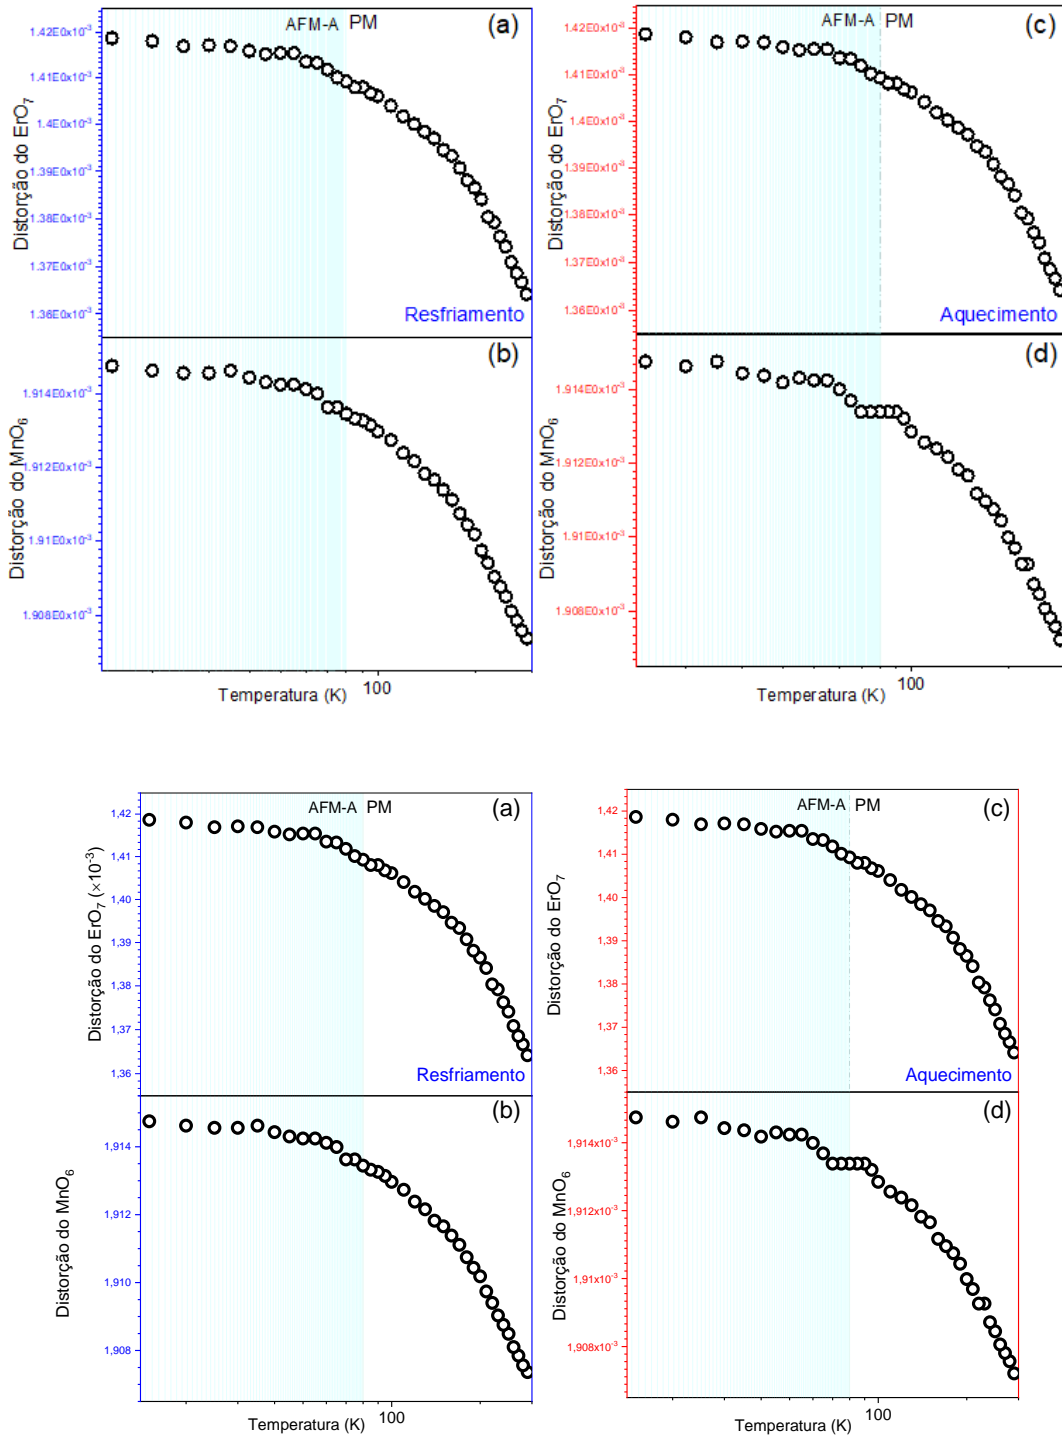 AFM-A PM (a)
1.42E0x10⁻³
1.41E0x10⁻³
1.4E0x10⁻³
1.39E0x10⁻³
1.38E0x10⁻³
1.37E0x10⁻³
1.36E0x10⁻³
Distorção do ErO₇
Resfriamento
(b)
1.914E0x10⁻³
1.912E0x10⁻³
1.91E0x10⁻³
1.908E0x10⁻³
Distorção do MnO₆
100
Temperatura (K)
AFM-A PM (c)
1.42E0x10⁻³
1.41E0x10⁻³
1.4E0x10⁻³
1.39E0x10⁻³
1.38E0x10⁻³
1.37E0x10⁻³
1.36E0x10⁻³
Distorção do ErO₇
Aquecimento
(d)
1.914E0x10⁻³
1.912E0x10⁻³
1.91E0x10⁻³
1.908E0x10⁻³
Distorção do MnO₆
100
Temperatura (K)
AFM-A PM (a)
1,42
1,41
1,40
1,39
1,38
1,37
1,36
Distorção do ErO₇ (×10⁻³)
Resfriamento
(b)
1,914
1,912
1,910
1,908
Distorção do MnO₆
100
Temperatura (K)
AFM-A PM (c)
1,42
1,41
1,40
1,39
1,38
1,37
1,36
Distorção do ErO₇
Aquecimento
(d)
1,914x10⁻³
1,912x10⁻³
1,91x10⁻³
1,908x10⁻³
Distorção do MnO₆
100
Temperatura (K)